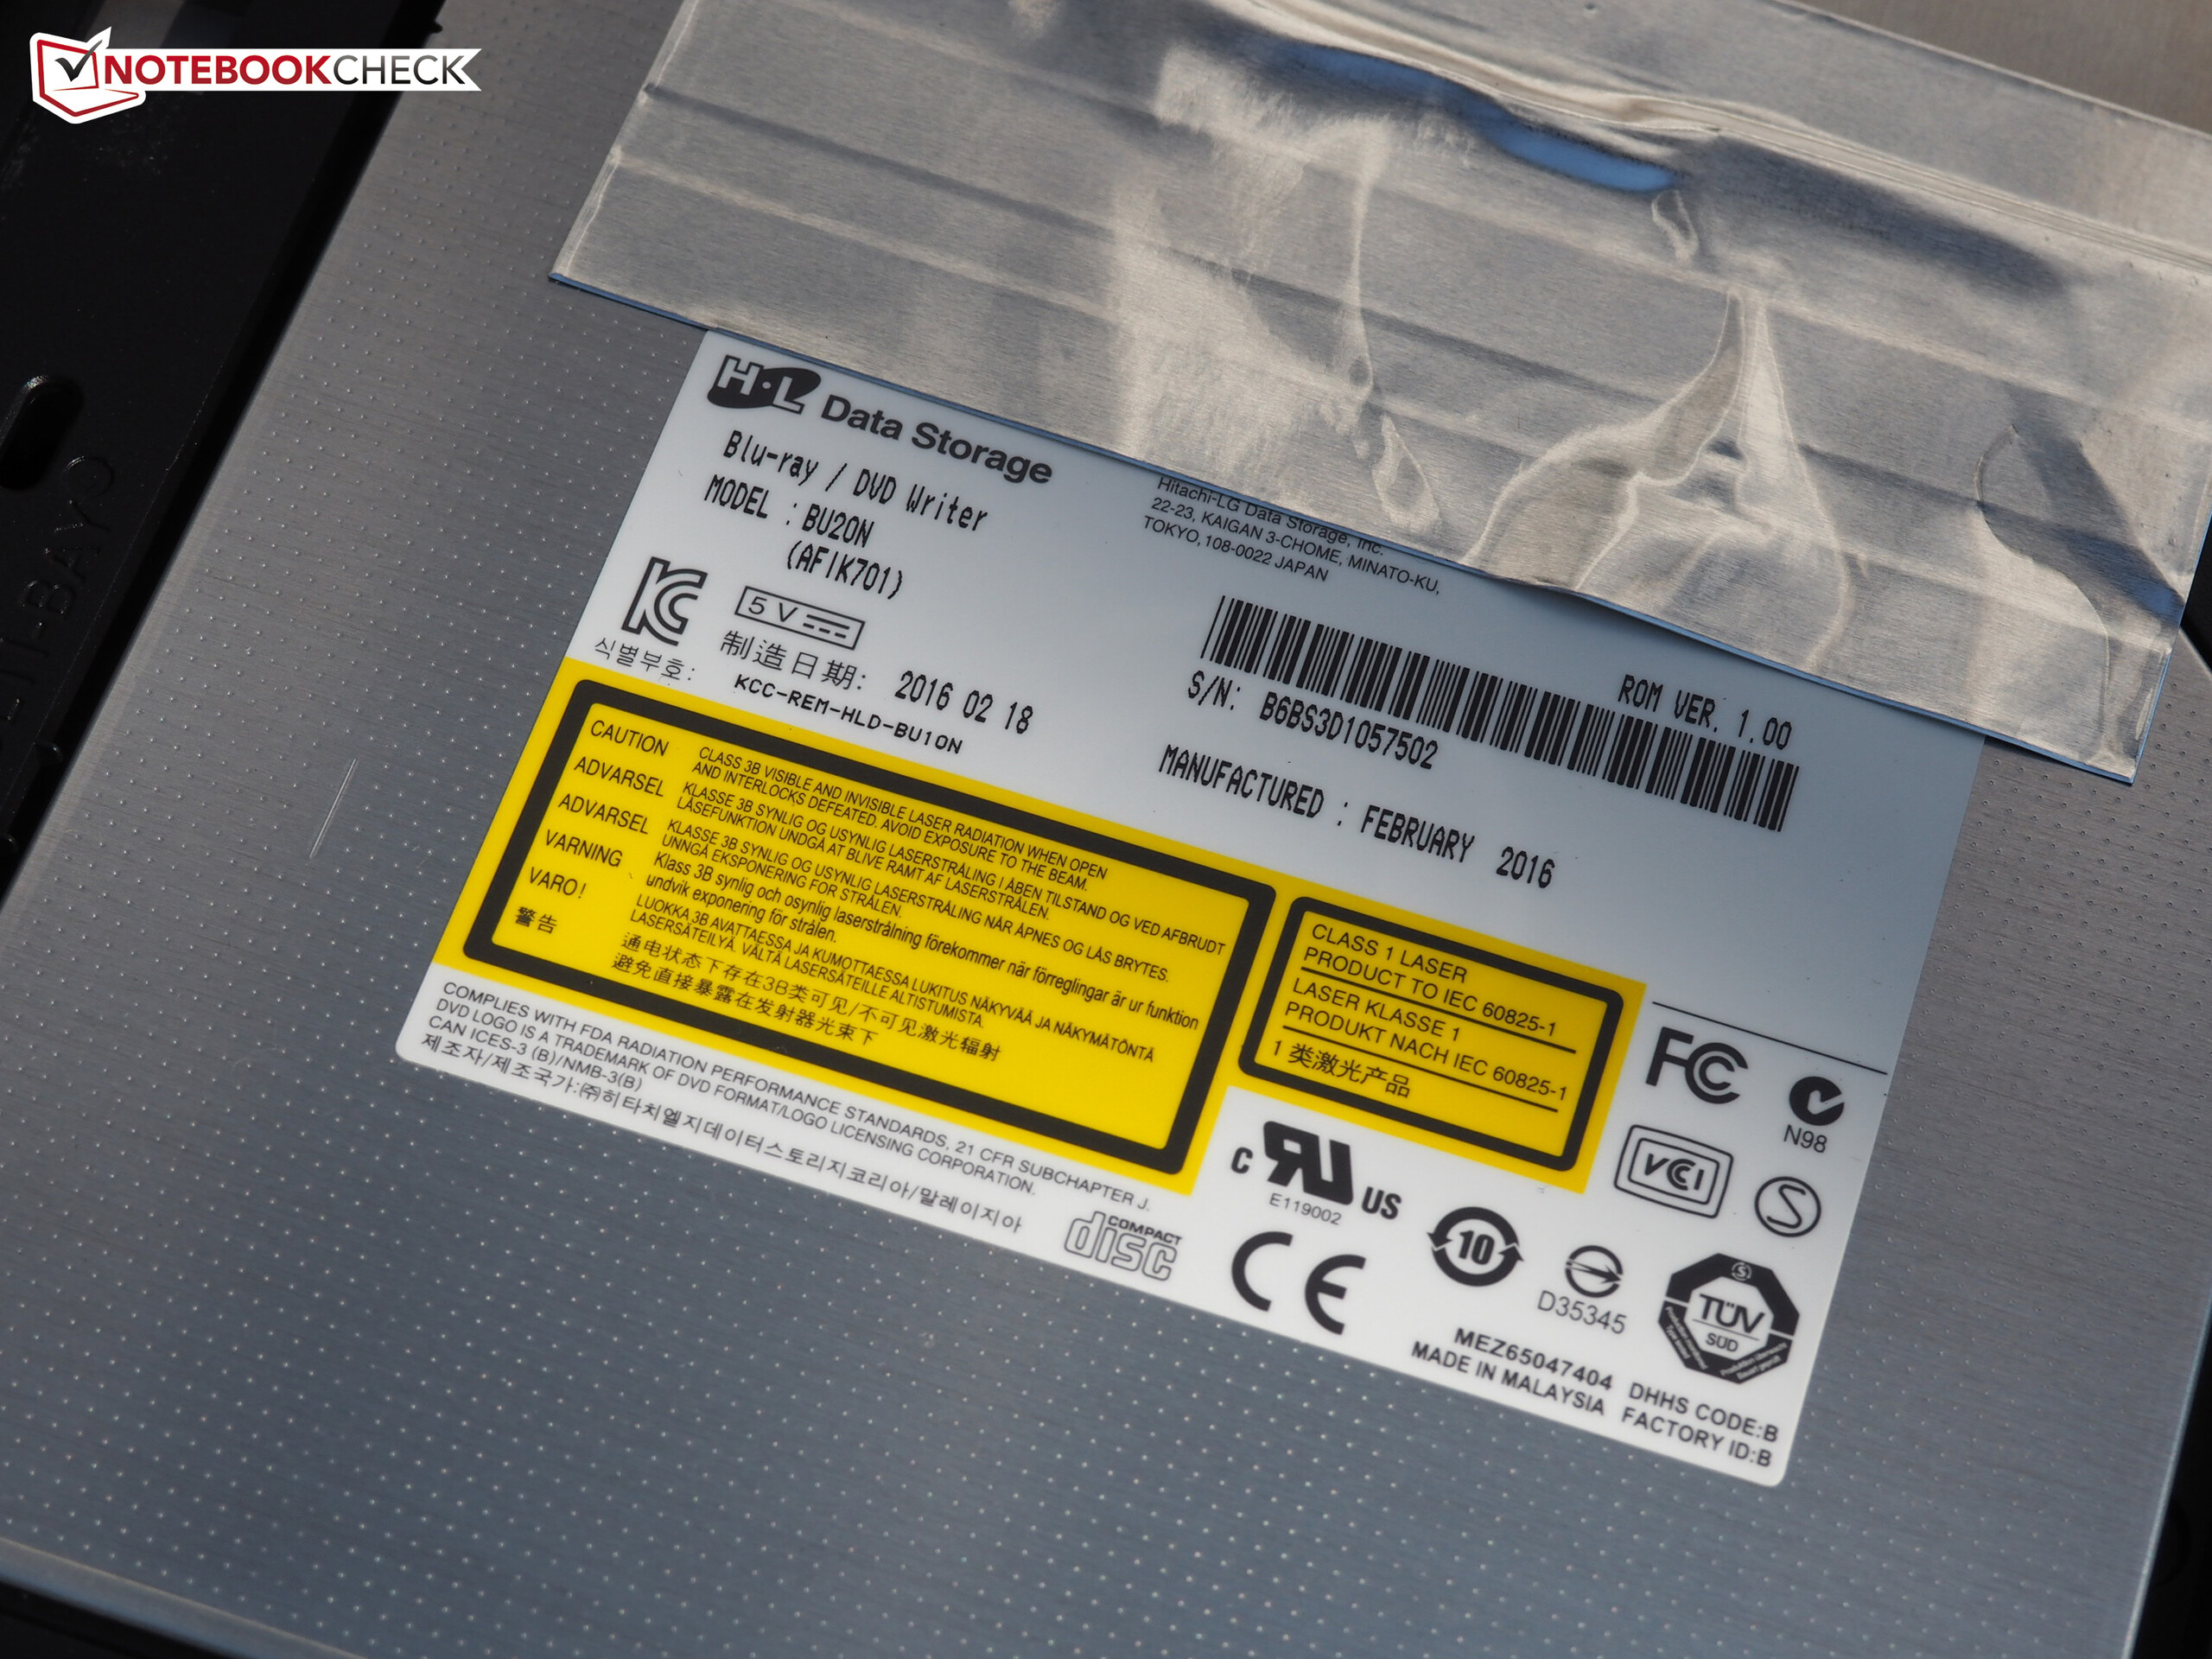 NOTEBOOKCHECK
H·L Data Storage
Blu-ray / DVD Writer
MODEL : BU20N
(AFIK701)
Hitachi-LG Data Storage, Inc.
22-23, KAIGAN 3-CHOME, MINATO-KU,
TOKYO, 108-0022 JAPAN
5 V
식별부호:
制造日期: 2016 02 18
KCC-REM-HLD-BU10N
ROM VER. 1.00
S/N: B6BS3D1057502
MANUFACTURED : FEBRUARY 2016
CAUTION CLASS 3B VISIBLE AND INVISIBLE LASER RADIATION WHEN OPEN
AND INTERLOCKS DEFEATED. AVOID EXPOSURE TO THE BEAM.
ADVARSEL KLASSE 3B SYNLIG OG USYNLIG LASERSTRÅLING I ÅBEN TILSTAND OG VED AFBRUDT
LÅSEFUNKTION UNDGÅ AT BLIVE RAMT AF LASERSTRÅLEN.
ADVARSEL KLASSE 3B SYNLIG OG USYNLIG LASERSTRÅLING NÅR ÅPNES OG LÅS BRYTES.
UNNGÅ EKSPONERING FOR STRÅLEN.
VARNING Klass 3B synlig och osynlig laserstrålning förekommer när förreglingar är ur funktion
undvik exponering för strålen.
VARO! LUOKKA 3B AVATTAESSA JA KUMOTTAESSA LUKITUS NÄKYVÄÄ JA NÄKYMÄTÖNTÄ
LASERSÄTEILYÄ. VÄLTÄ LASERSÄTEILLE ALTISTUMISTA.
警告 通电状态下存在3B类可见/不可见激光辐射
避免直接暴露在发射器光束下
CLASS 1 LASER
PRODUCT TO IEC 60825-1
LASER KLASSE 1
PRODUKT NACH IEC 60825-1
1 类激光产品
COMPLIES WITH FDA RADIATION PERFORMANCE STANDARDS, 21 CFR SUBCHAPTER J.
DVD LOGO IS A TRADEMARK OF DVD FORMAT/LOGO LICENSING CORPORATION.
CAN ICES-3 (B)/NMB-3(B)
제조자/제조국가:㈜히타치엘지데이터스토리지코리아/말레이지아
COMPACT
disc
FC
N98
VCI
S
c RU US
E119002
CE
10
D35345
TÜV
SÜD
MEZ65047404 DHHS CODE:B
MADE IN MALAYSIA FACTORY ID:B